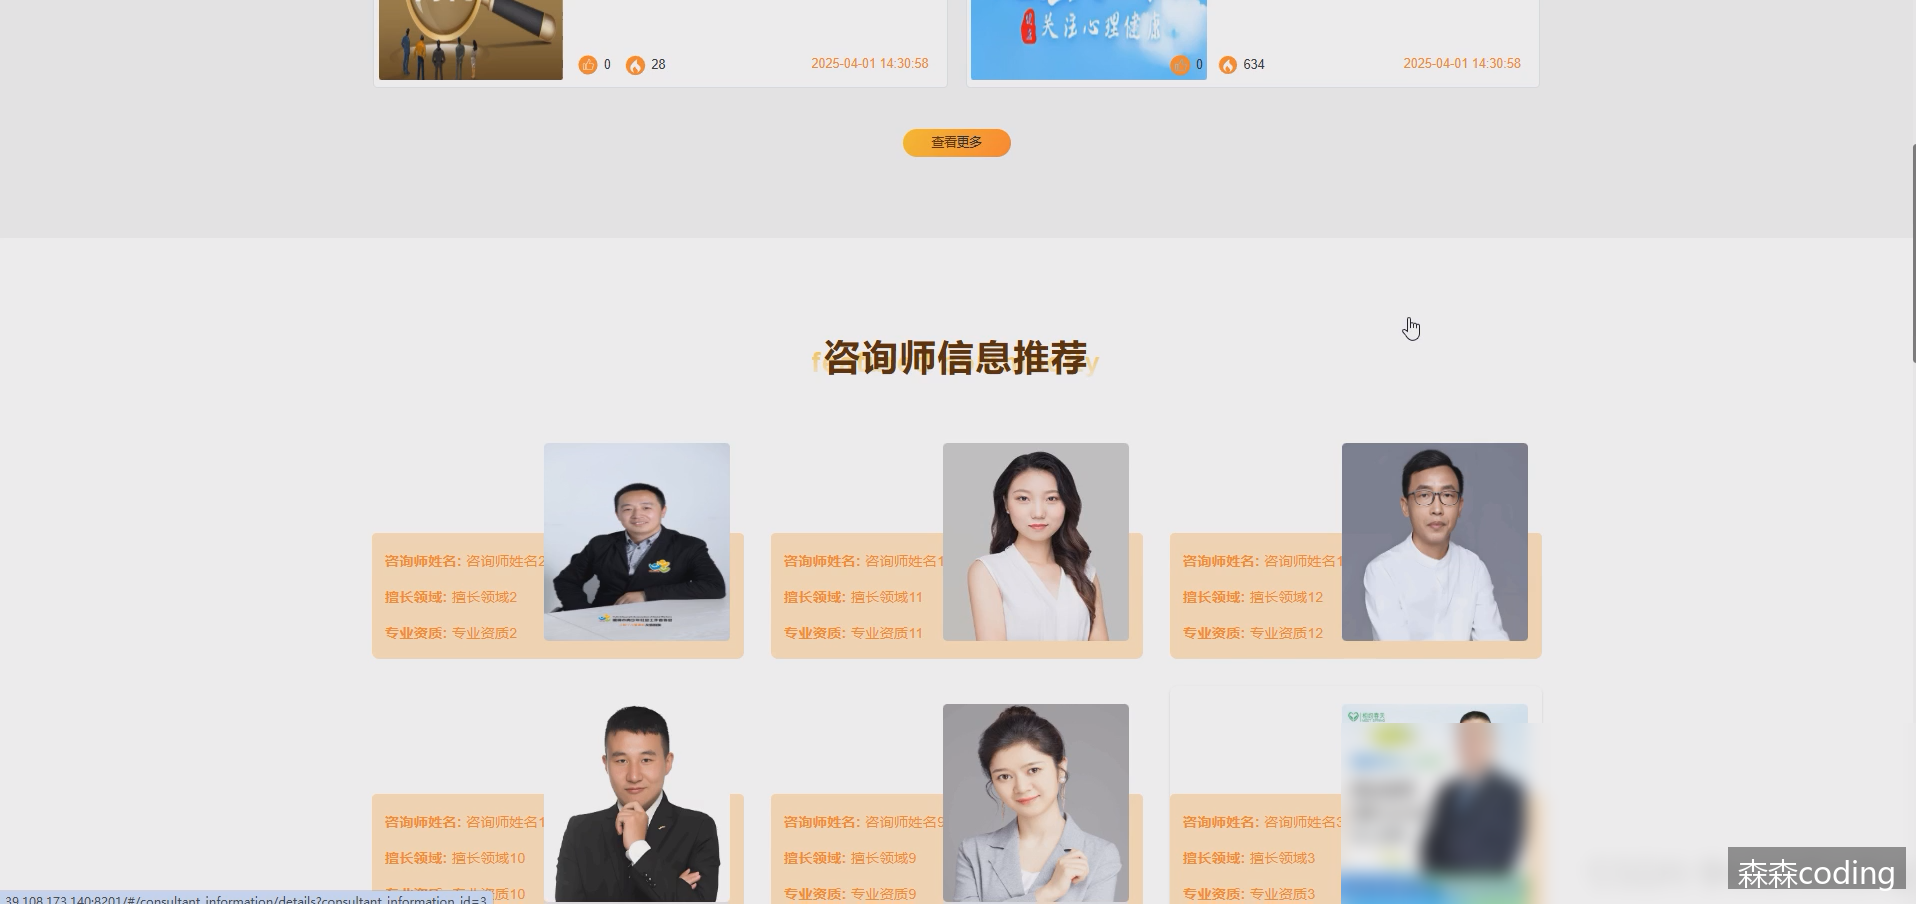 关注心理健康
0 28 2025-04-01 14:30:58
0 634 2025-04-01 14:30:58
查看更多
咨询师信息推荐
咨询师姓名: 咨询师姓名2
擅长领域: 擅长领域2
专业资质: 专业资质2
咨询师姓名: 咨询师姓名1
擅长领域: 擅长领域11
专业资质: 专业资质11
咨询师姓名: 咨询师姓名1
擅长领域: 擅长领域12
专业资质: 专业资质12
咨询师姓名: 咨询师姓名1
擅长领域: 擅长领域10
专业资质: 专业资质10
咨询师姓名: 咨询师姓名9
擅长领域: 擅长领域9
专业资质: 专业资质9
咨询师姓名: 咨询师姓名3
擅长领域: 擅长领域3
专业资质: 专业资质3
39.108.173.140:8201/#/consultant_information/details?consultant_information_id=3
森森coding